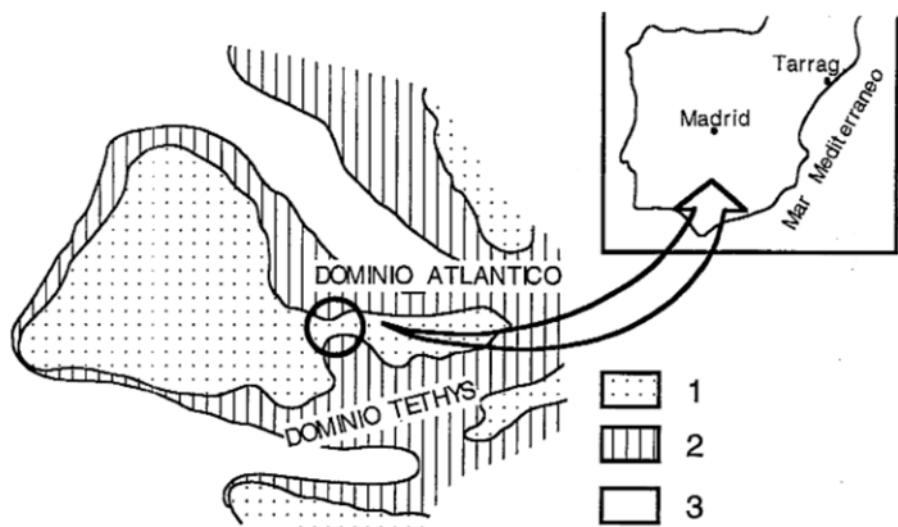 Tarrag.
Madrid
Mar Mediterraneo
DOMINIO ATLANTICO
DOMINIO TETHYS
1
2
3